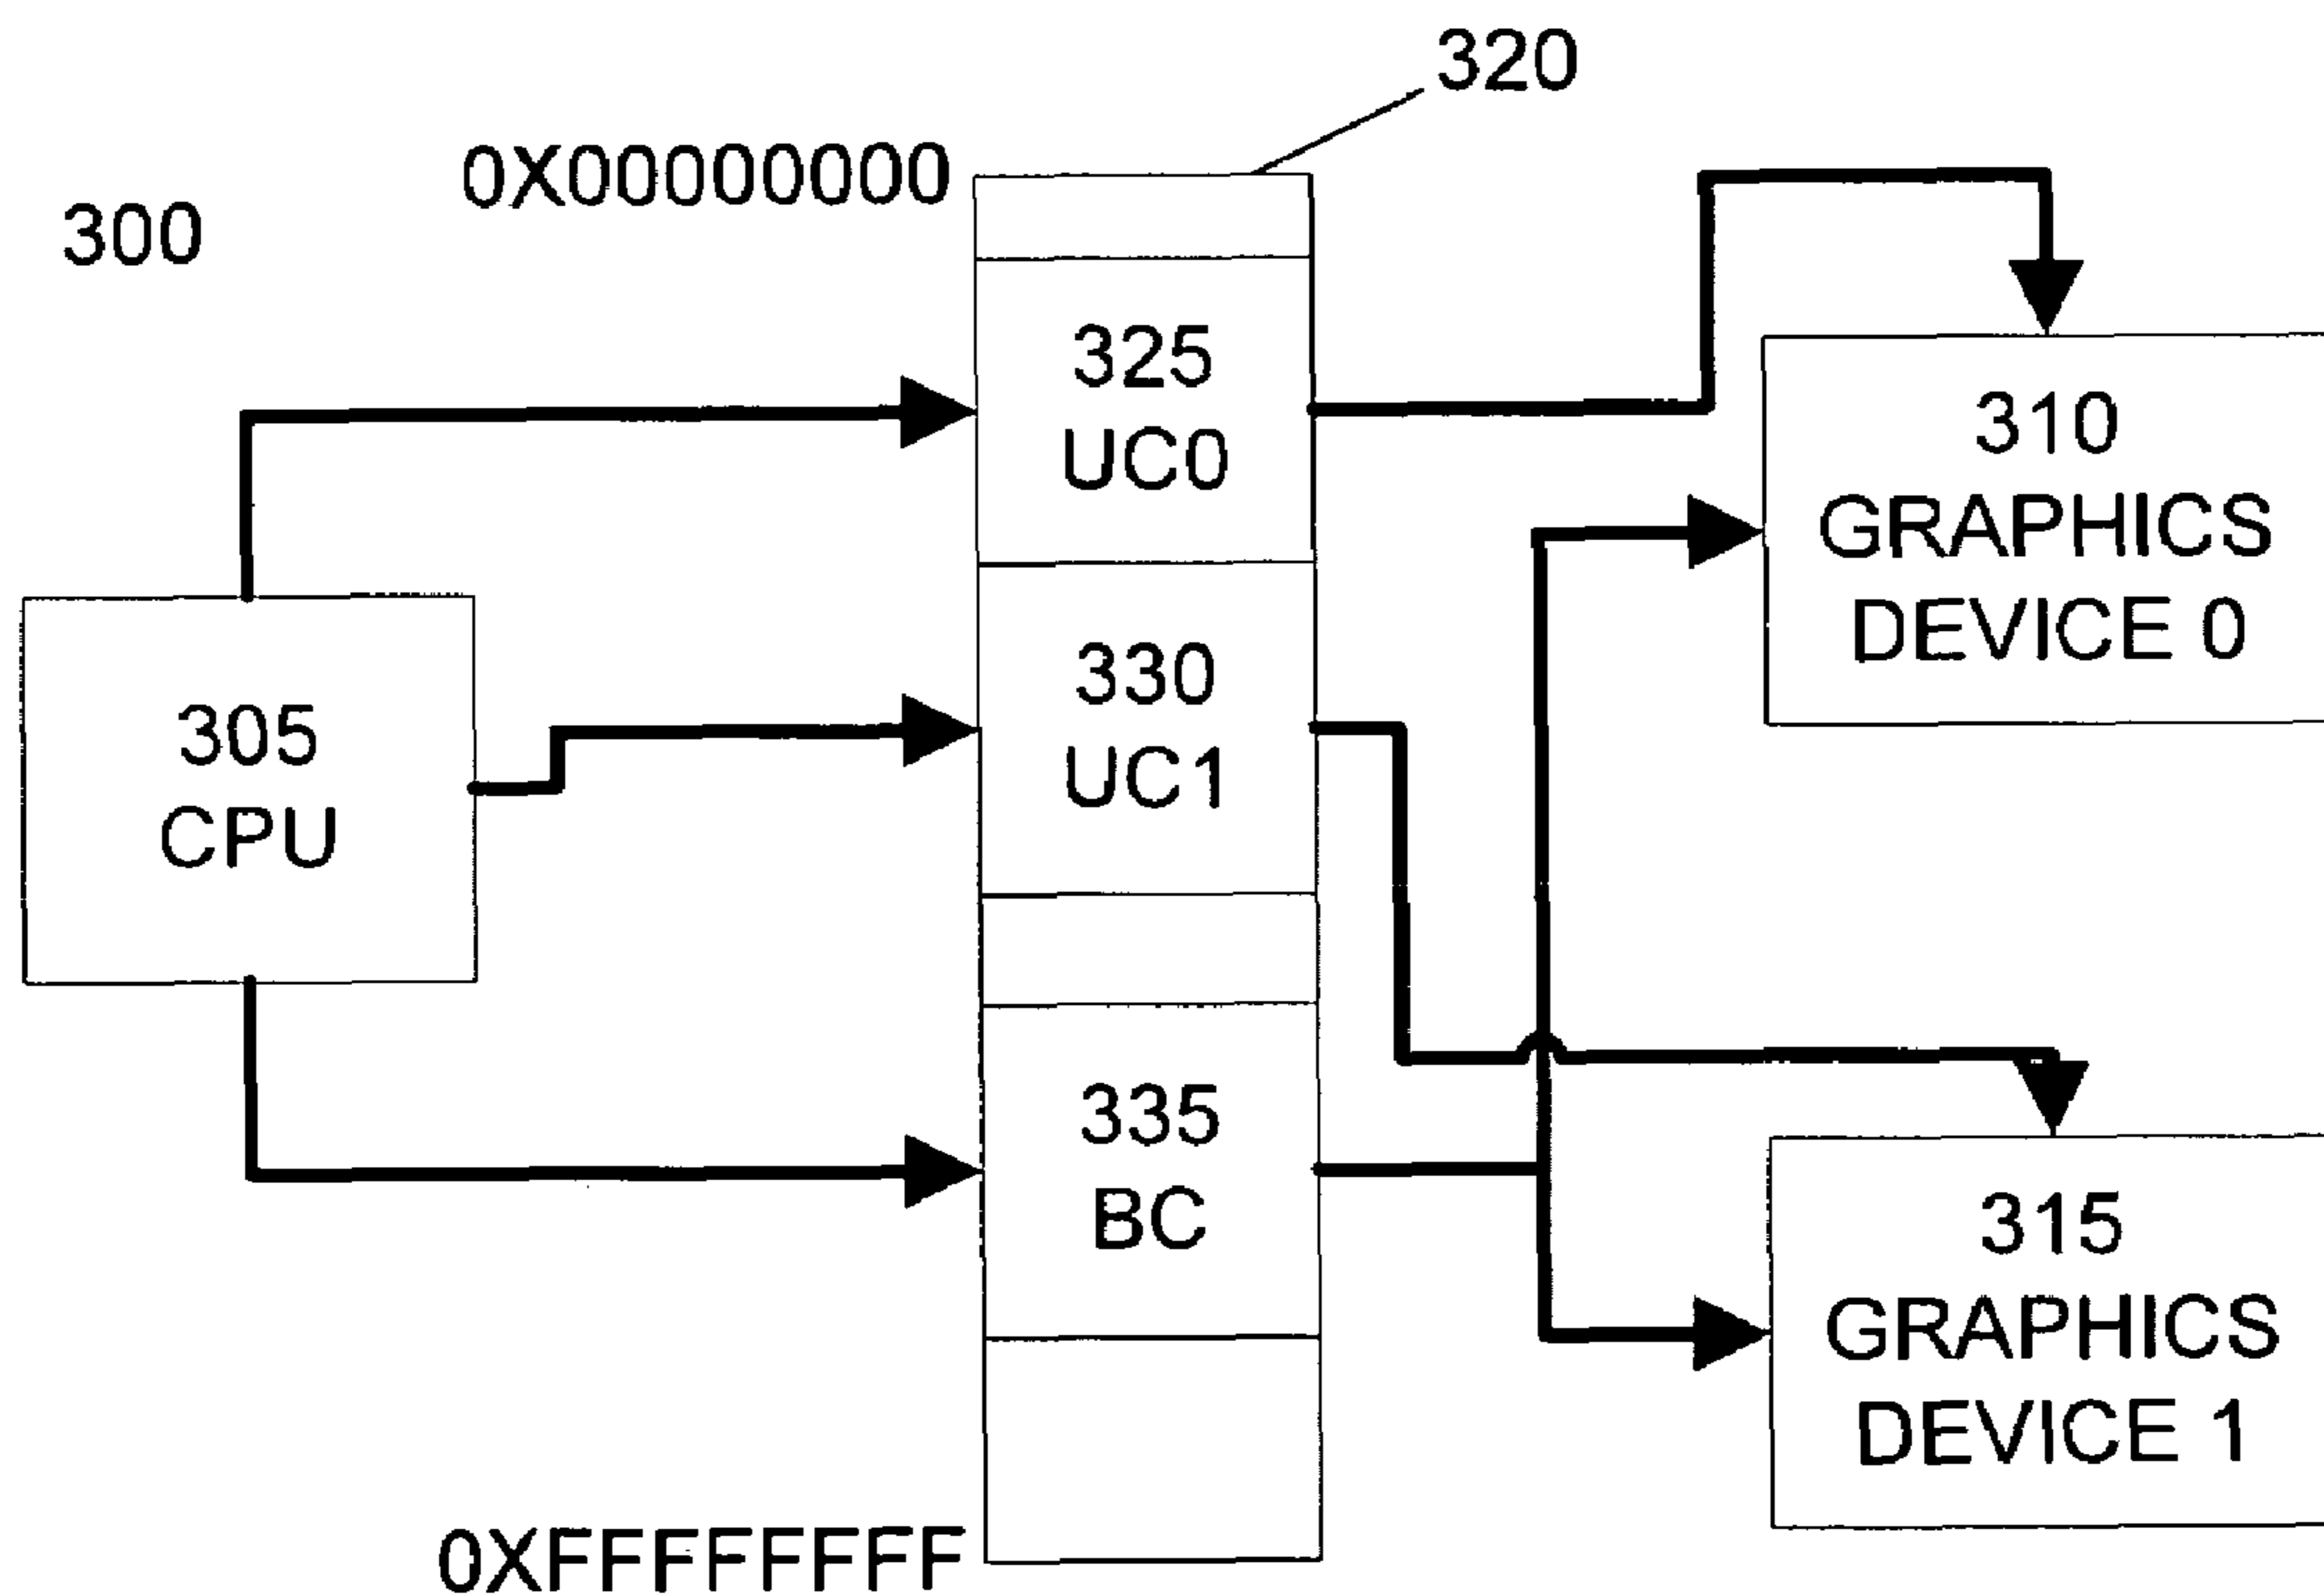 320
0X00000000
300
325
UC0
310
GRAPHICS
DEVICE 0
330
UC1
305
CPU
335
BC
315
GRAPHICS
DEVICE 1
0XFFFFFFFF